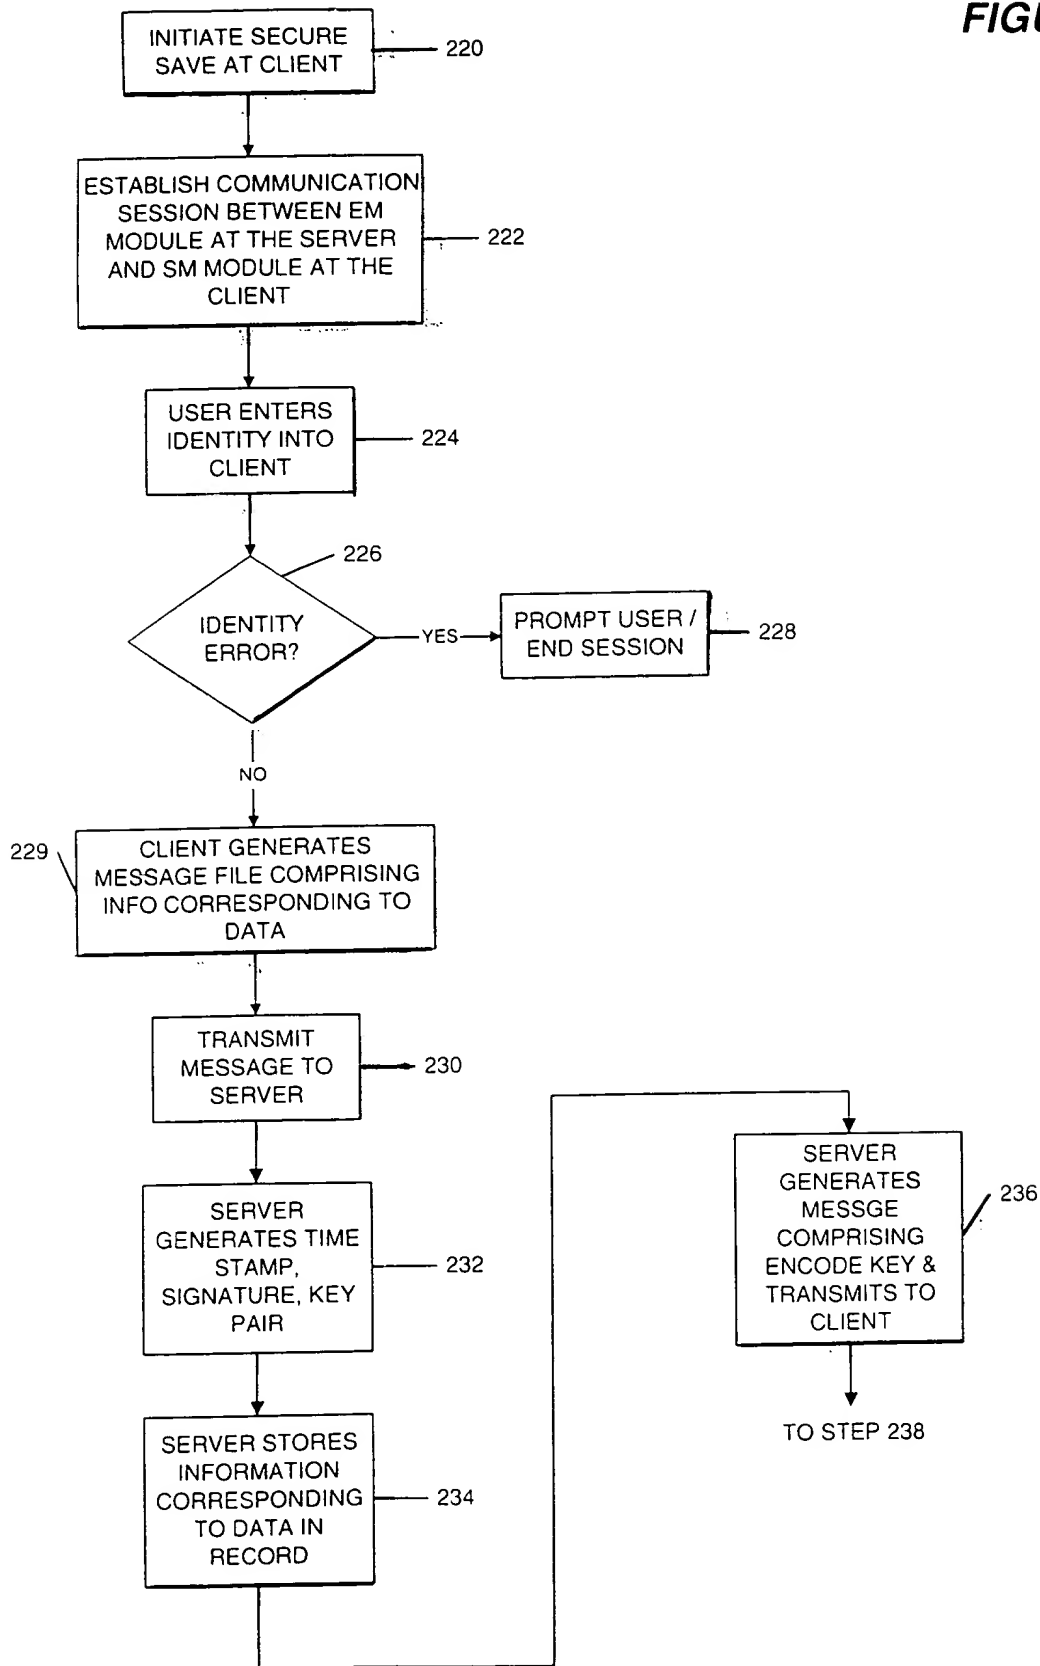 FIGU
INITIATE SECURE
SAVE AT CLIENT
220
ESTABLISH COMMUNICATION
SESSION BETWEEN EM
MODULE AT THE SERVER
AND SM MODULE AT THE
CLIENT
222
USER ENTERS
IDENTITY INTO
CLIENT
224
226
IDENTITY
ERROR?
YES
PROMPT USER /
END SESSION
228
NO
229
CLIENT GENERATES
MESSAGE FILE COMPRISING
INFO CORRESPONDING TO
DATA
TRANSMIT
MESSAGE TO
SERVER
230
SERVER
GENERATES TIME
STAMP,
SIGNATURE, KEY
PAIR
232
SERVER STORES
INFORMATION
CORRESPONDING
TO DATA IN
RECORD
234
SERVER
GENERATES
MESSGE
COMPRISING
ENCODE KEY &
TRANSMITS TO
CLIENT
236
TO STEP 238